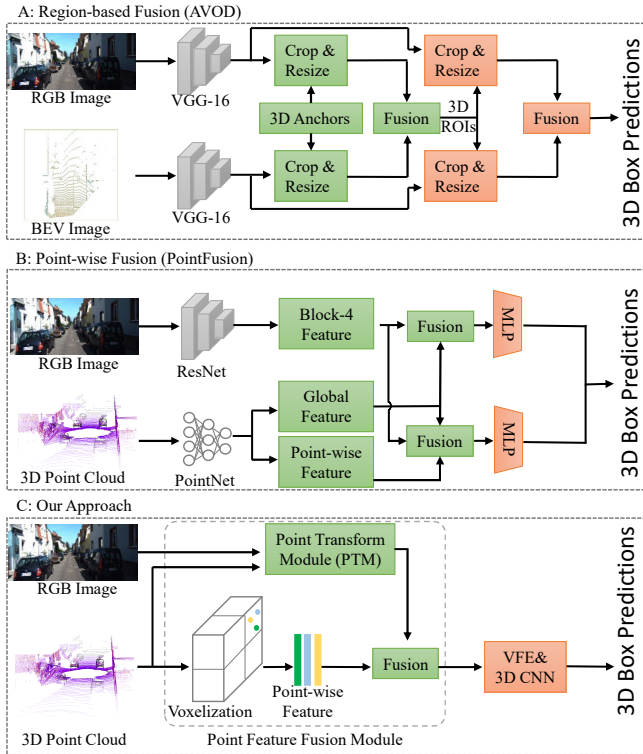 A: Region-based Fusion (AVOD)
RGB Image
VGG-16
Crop &
Resize
Crop &
Resize
3D Anchors
Fusion
3D
ROIs
Fusion
BEV Image
VGG-16
Crop &
Resize
Crop &
Resize
3D Box Predictions
B: Point-wise Fusion (PointFusion)
RGB Image
ResNet
Block-4
Feature
Fusion
MLP
3D Point Cloud
PointNet
Global
Feature
Point-wise
Feature
Fusion
MLP
3D Box Predictions
C: Our Approach
RGB Image
Point Transform
Module (PTM)
3D Point Cloud
Voxelization
Point-wise
Feature
Fusion
VFE&
3D CNN
Point Feature Fusion Module
3D Box Predictions